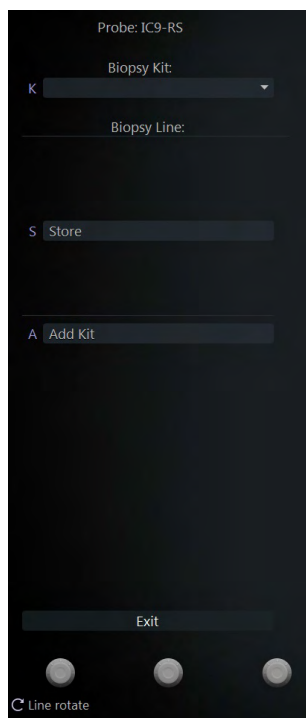 Probe: IC9-RS
Biopsy Kit:
K
Biopsy Line:
S Store
A Add Kit
Exit
Line rotate